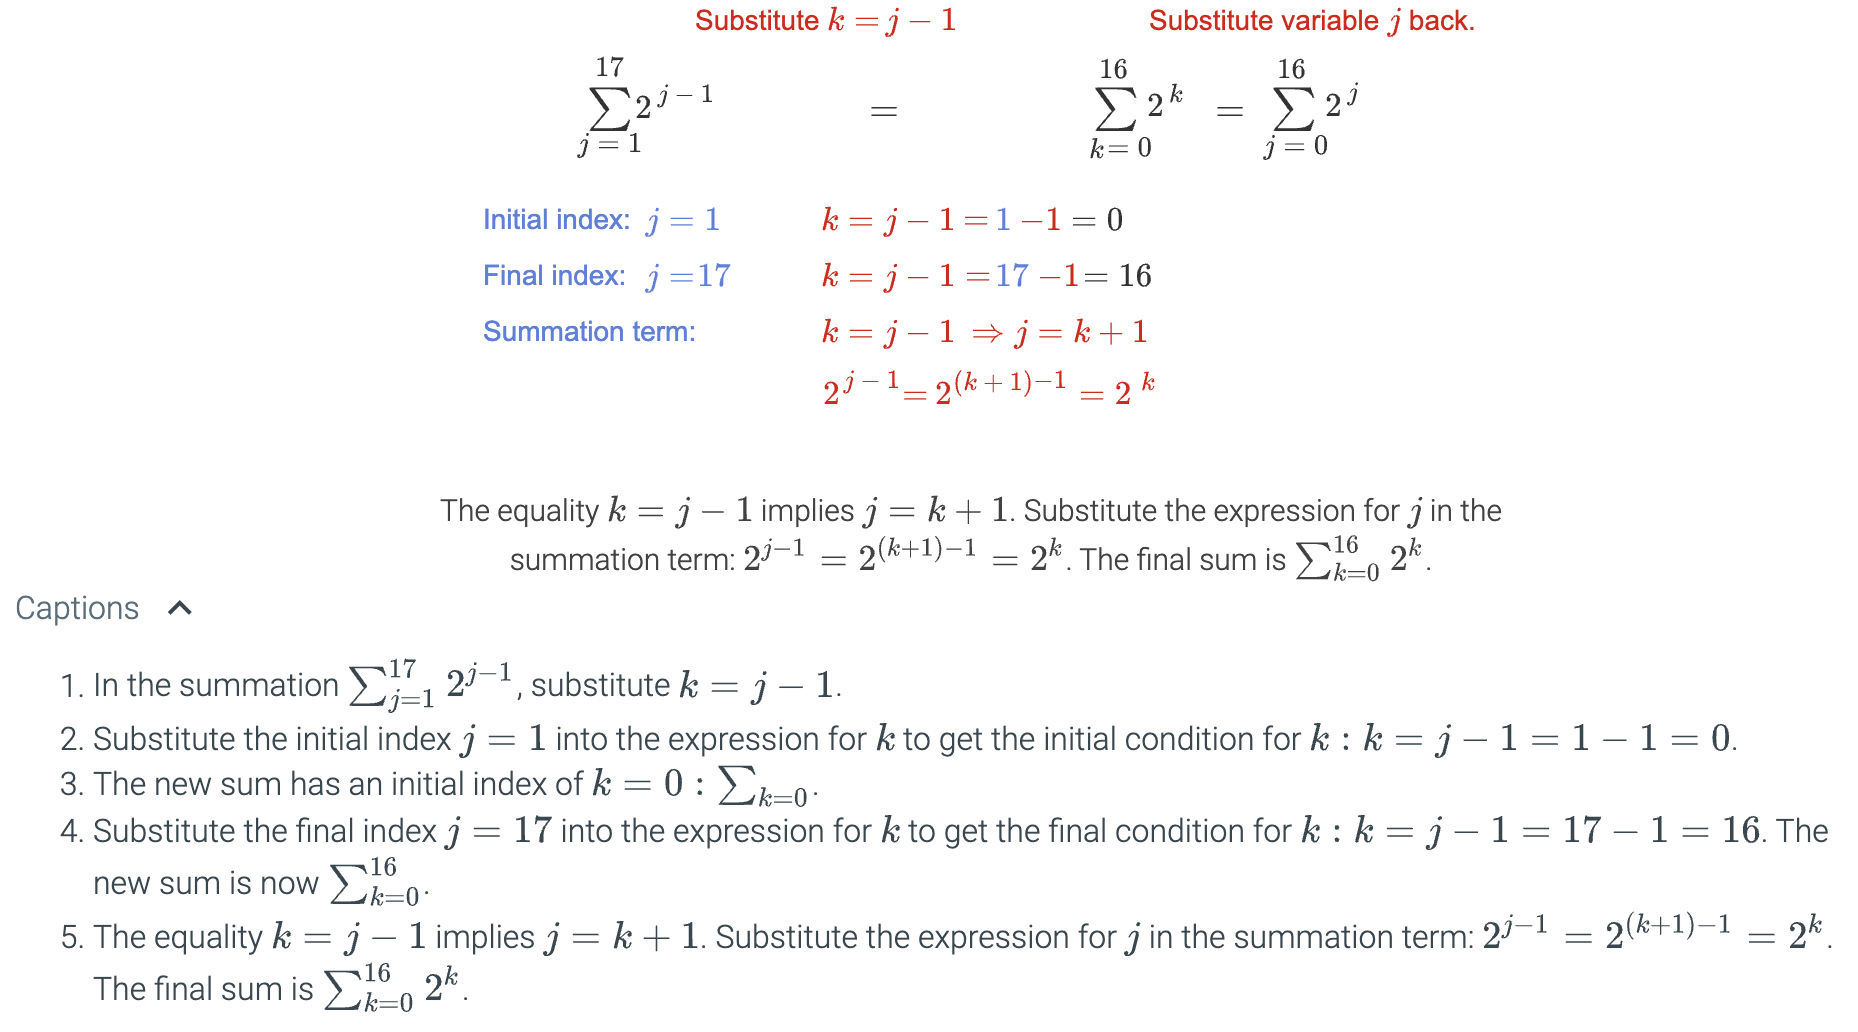 Substitute k = j − 1 Substitute variable j back.
\sum_{j=1}^{17} 2^{j-1} = \sum_{k=0}^{16} 2^{k} = \sum_{j=0}^{16} 2^{j}
Initial index: j = 1 k = j − 1 = 1 − 1 = 0
Final index: j = 17 k = j − 1 = 17 − 1 = 16
Summation term: k = j − 1 ⇒ j = k + 1
2^{j-1} = 2^{(k+1)-1} = 2^{k}
The equality k = j − 1 implies j = k + 1. Substitute the expression for j in the
summation term: 2^{j-1} = 2^{(k+1)-1} = 2^{k}. The final sum is \sum_{k=0}^{16} 2^{k}.
Captions
1. In the summation \sum_{j=1}^{17} 2^{j-1}, substitute k = j − 1.
2. Substitute the initial index j = 1 into the expression for k to get the initial condition for k : k = j − 1 = 1 − 1 = 0.
3. The new sum has an initial index of k = 0 : \sum_{k=0}.
4. Substitute the final index j = 17 into the expression for k to get the final condition for k : k = j − 1 = 17 − 1 = 16. The
new sum is now \sum_{k=0}^{16}.
5. The equality k = j − 1 implies j = k + 1. Substitute the expression for j in the summation term: 2^{j-1} = 2^{(k+1)-1} = 2^{k}.
The final sum is \sum_{k=0}^{16} 2^{k}.